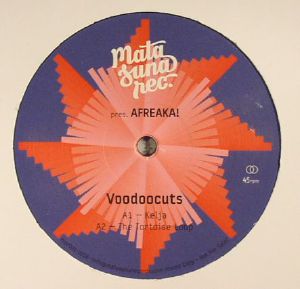 Mata
Suna
rec.
pres. AFREAKA!
45rpm
Voodoocuts
A1 – Kelja
A2 – The Tortoise Loop